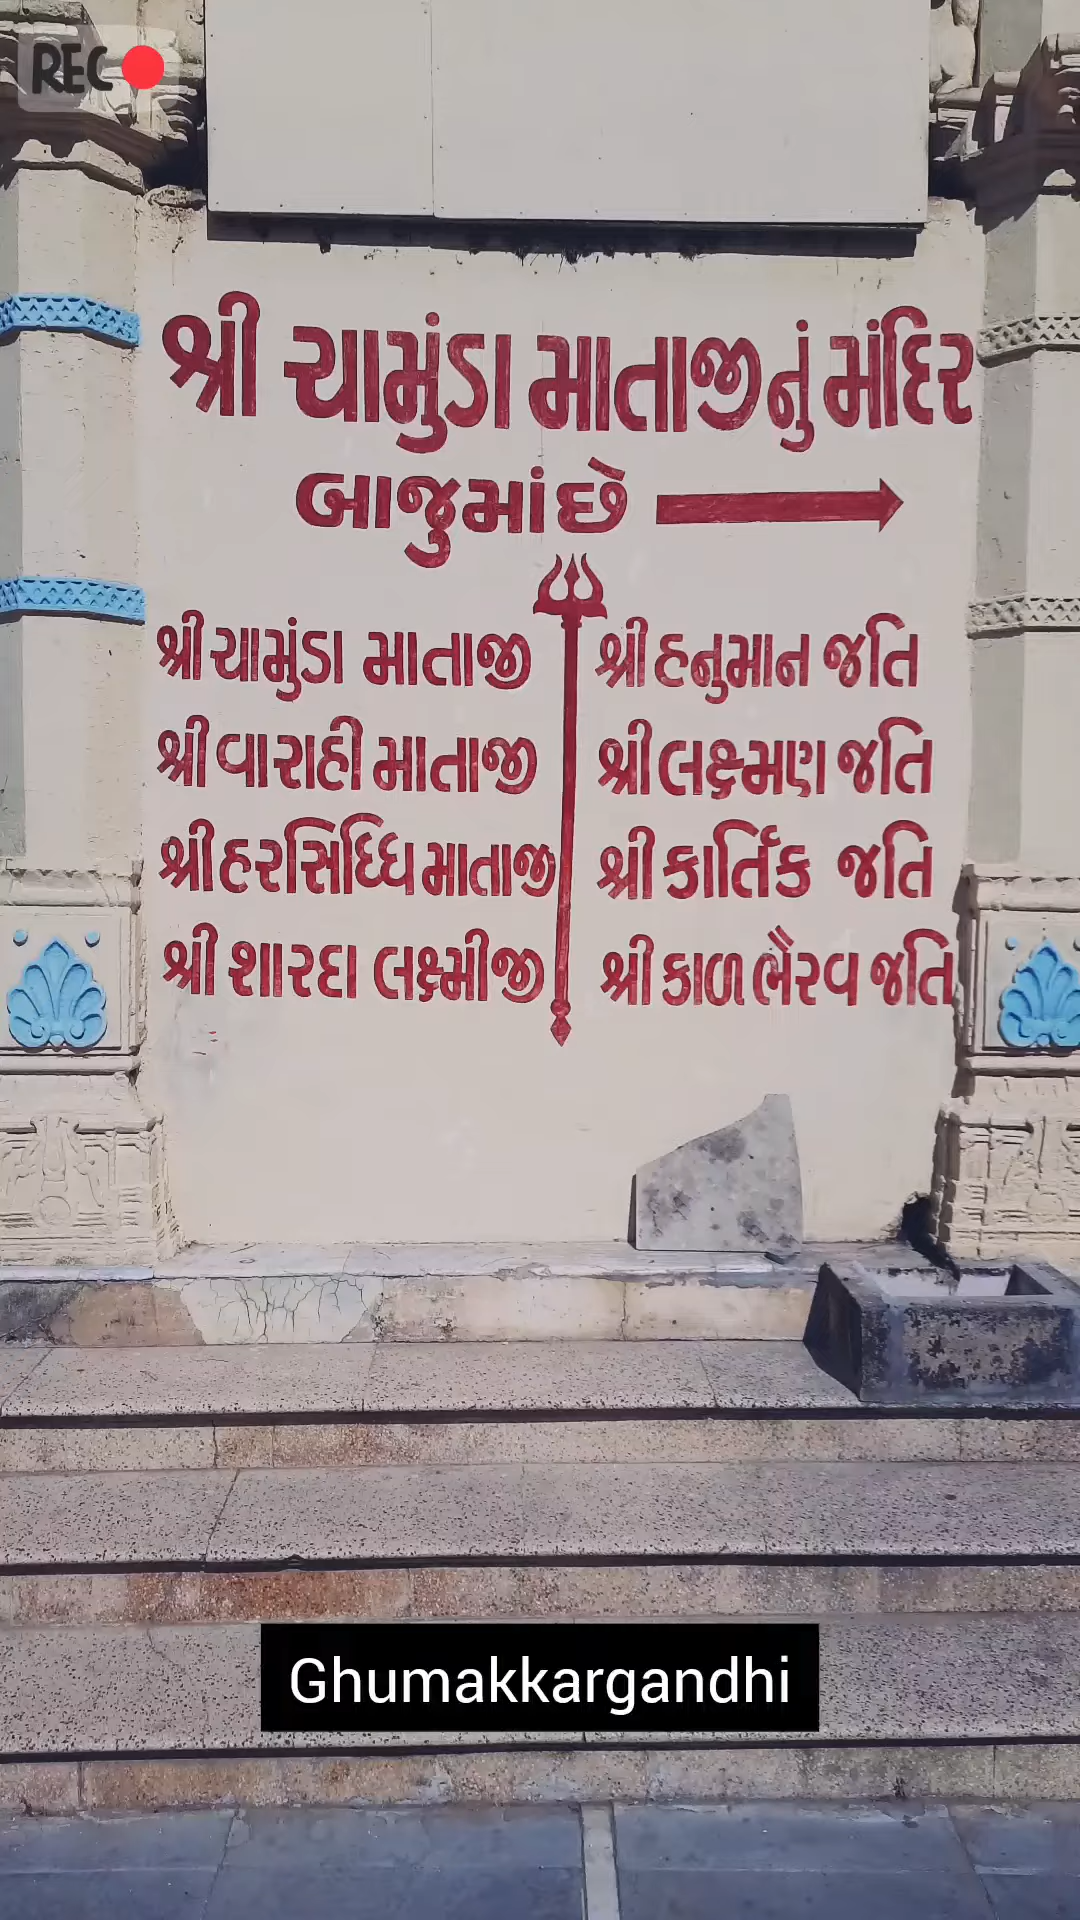 REC
શ્રી ચામુંડા માતાજીનું મંદિર
બાજુમાં છે
શ્રી ચામુંડા માતાજી
શ્રી વારાહી માતાજી
શ્રી હરસિધ્ધિ માતાજી
શ્રી શારદા લક્ષ્મીજી
શ્રી હનુમાન જતિ
શ્રી લક્ષ્મણ જતિ
શ્રી કાર્તિક જતિ
શ્રી કાળ ભૈરવ જતિ
Ghumakkargandhi